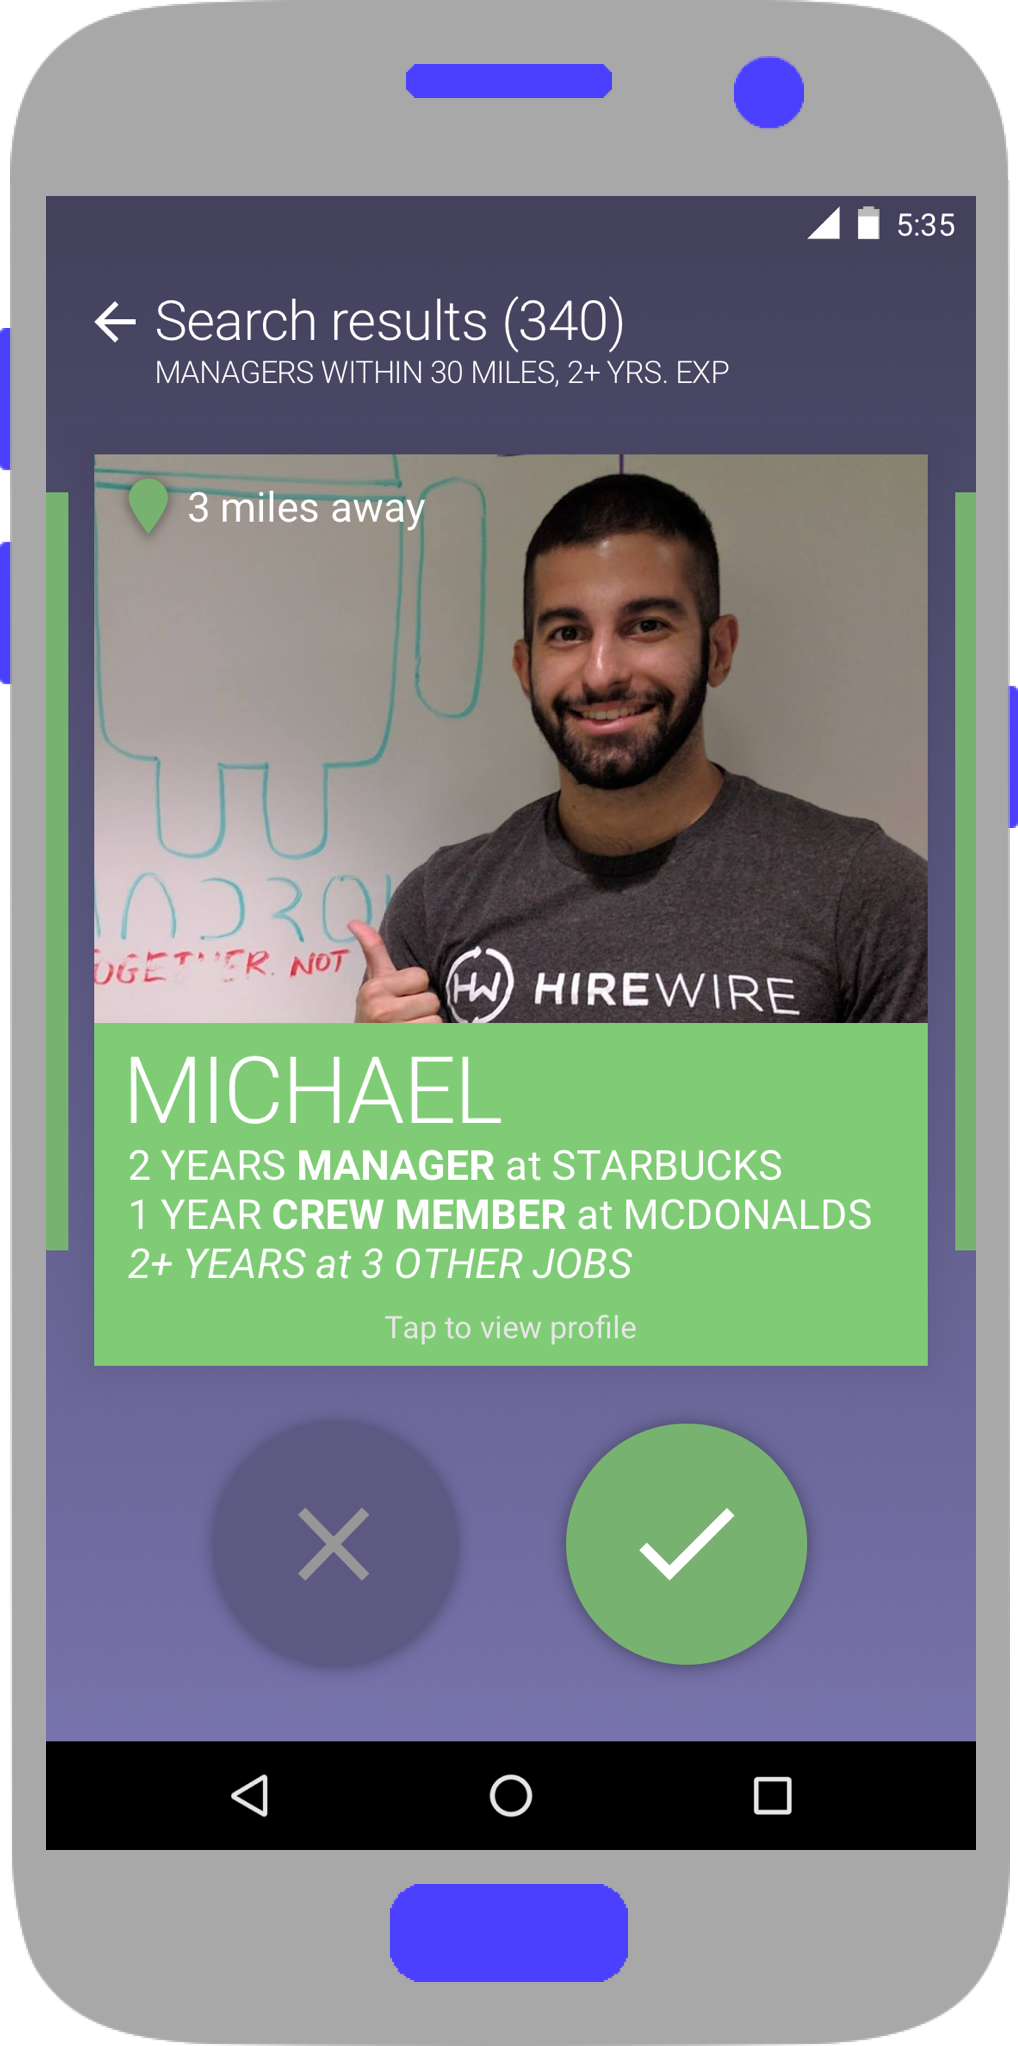 5:35
Search results (340)
MANAGERS WITHIN 30 MILES, 2+ YRS. EXP
3 miles away
OGETHER. NOT
HW HIREWIRE
MICHAEL
2 YEARS MANAGER at STARBUCKS
1 YEAR CREW MEMBER at MCDONALDS
2+ YEARS at 3 OTHER JOBS
Tap to view profile